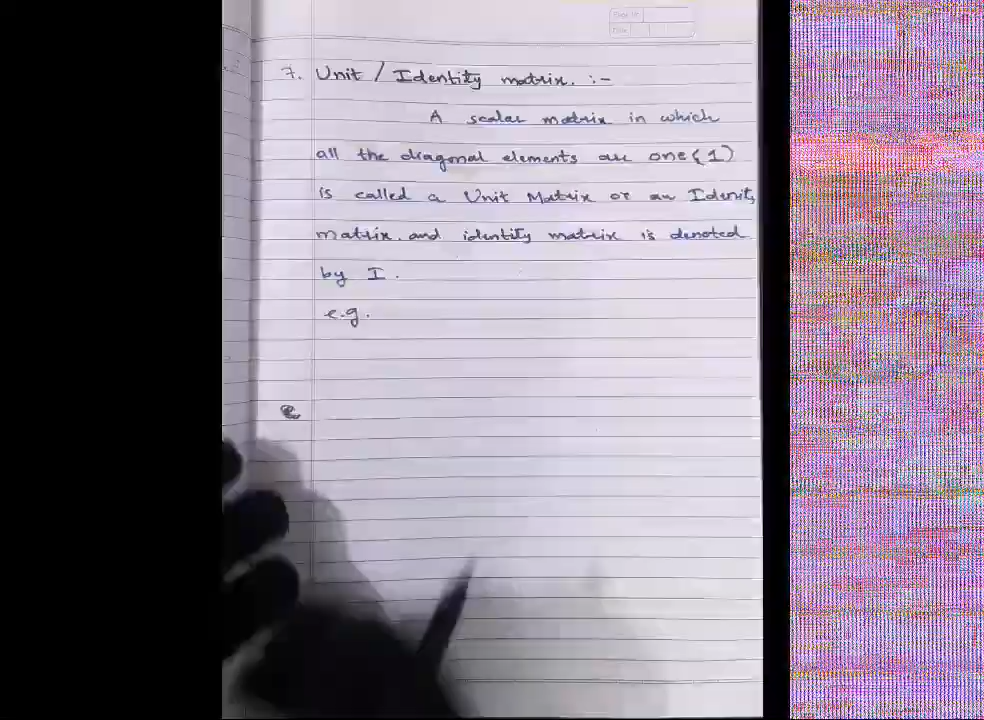 7. Unit / Identity matrix. :-
A scalar matrix in which
all the diagonal elements are one {1)
is called a Unit Matrix or an Idenity
matrix. and identity matrix is denoted
by I.
e.g.